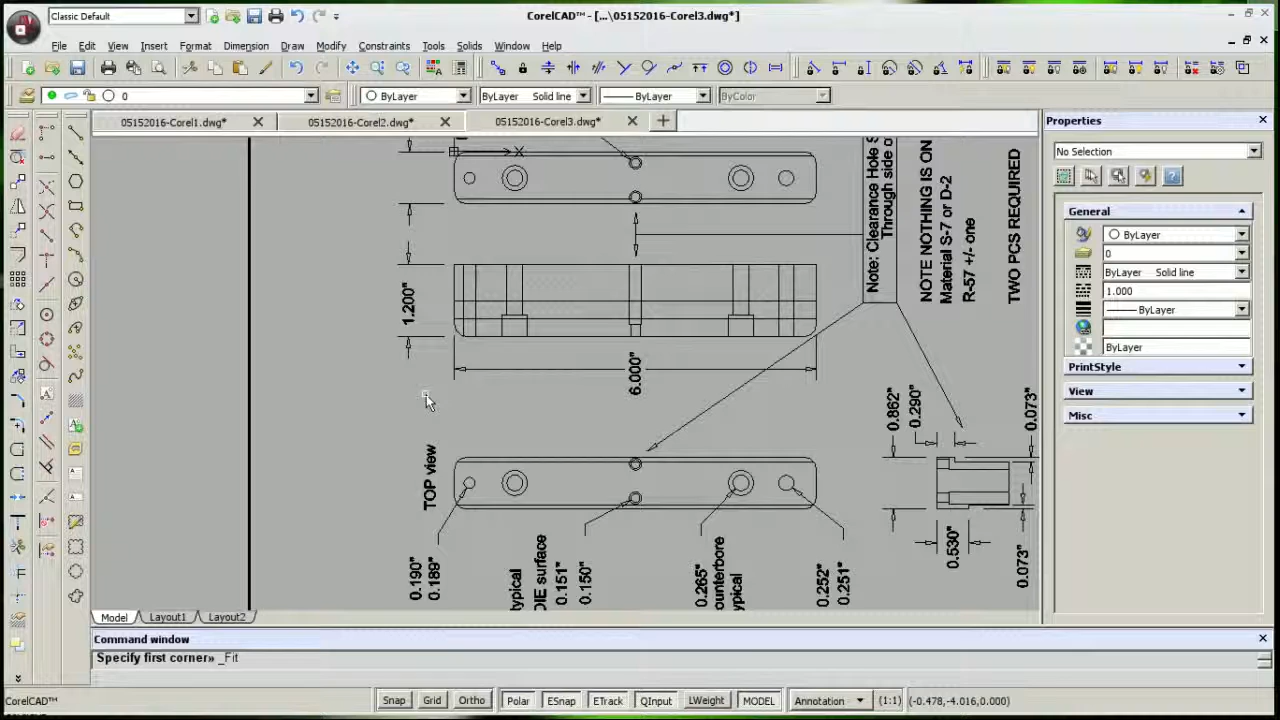 Classic Default
CorelCAD™ - [...\05152016-Corel3.dwg*]
File Edit View Insert Format Dimension Draw Modify Constraints Tools Solids Window Help
0 ByLayer ByLayer Solid line ByLayer ByColor
05152016-Corel1.dwg* 05152016-Corel2.dwg* 05152016-Corel3.dwg*
Properties
No Selection
General
ByLayer
0
ByLayer Solid line
1.000
ByLayer
ByLayer
PrintStyle
View
Misc
X
Note: Clearance Hole S
Through side o
NOTE NOTHING IS ON
Material S-7 or D-2
R-57 +/- one
TWO PCS REQUIRED
1.200"
6.000"
TOP view
0.862"
0.290"
0.073"
0.530"
0.073"
0.190"
0.189"
typical
DIE surface
0.151"
0.150"
0.265"
ounterbore
typical
0.252"
0.251"
Model Layout1 Layout2
Command window
Specify first corner» _Fit
CorelCAD™
Snap Grid Ortho Polar ESnap ETrack QInput LWeight MODEL Annotation (1:1) (-0.478,-4.016,0.000)